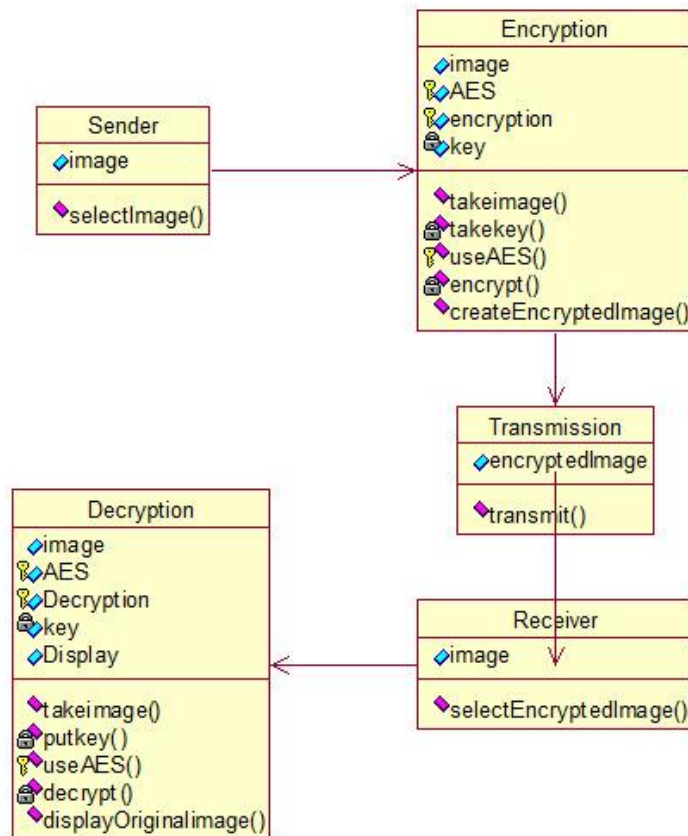 Sender
image
selectImage()
Encryption
image
AES
encryption
key
takeimage()
takekey()
useAES()
encrypt()
createEncryptedImage()
Transmission
encryptedImage
transmit()
Receiver
image
selectEncryptedImage()
Decryption
image
AES
Decryption
key
Display
takeimage()
putkey()
useAES()
decrypt()
displayOriginalimage()